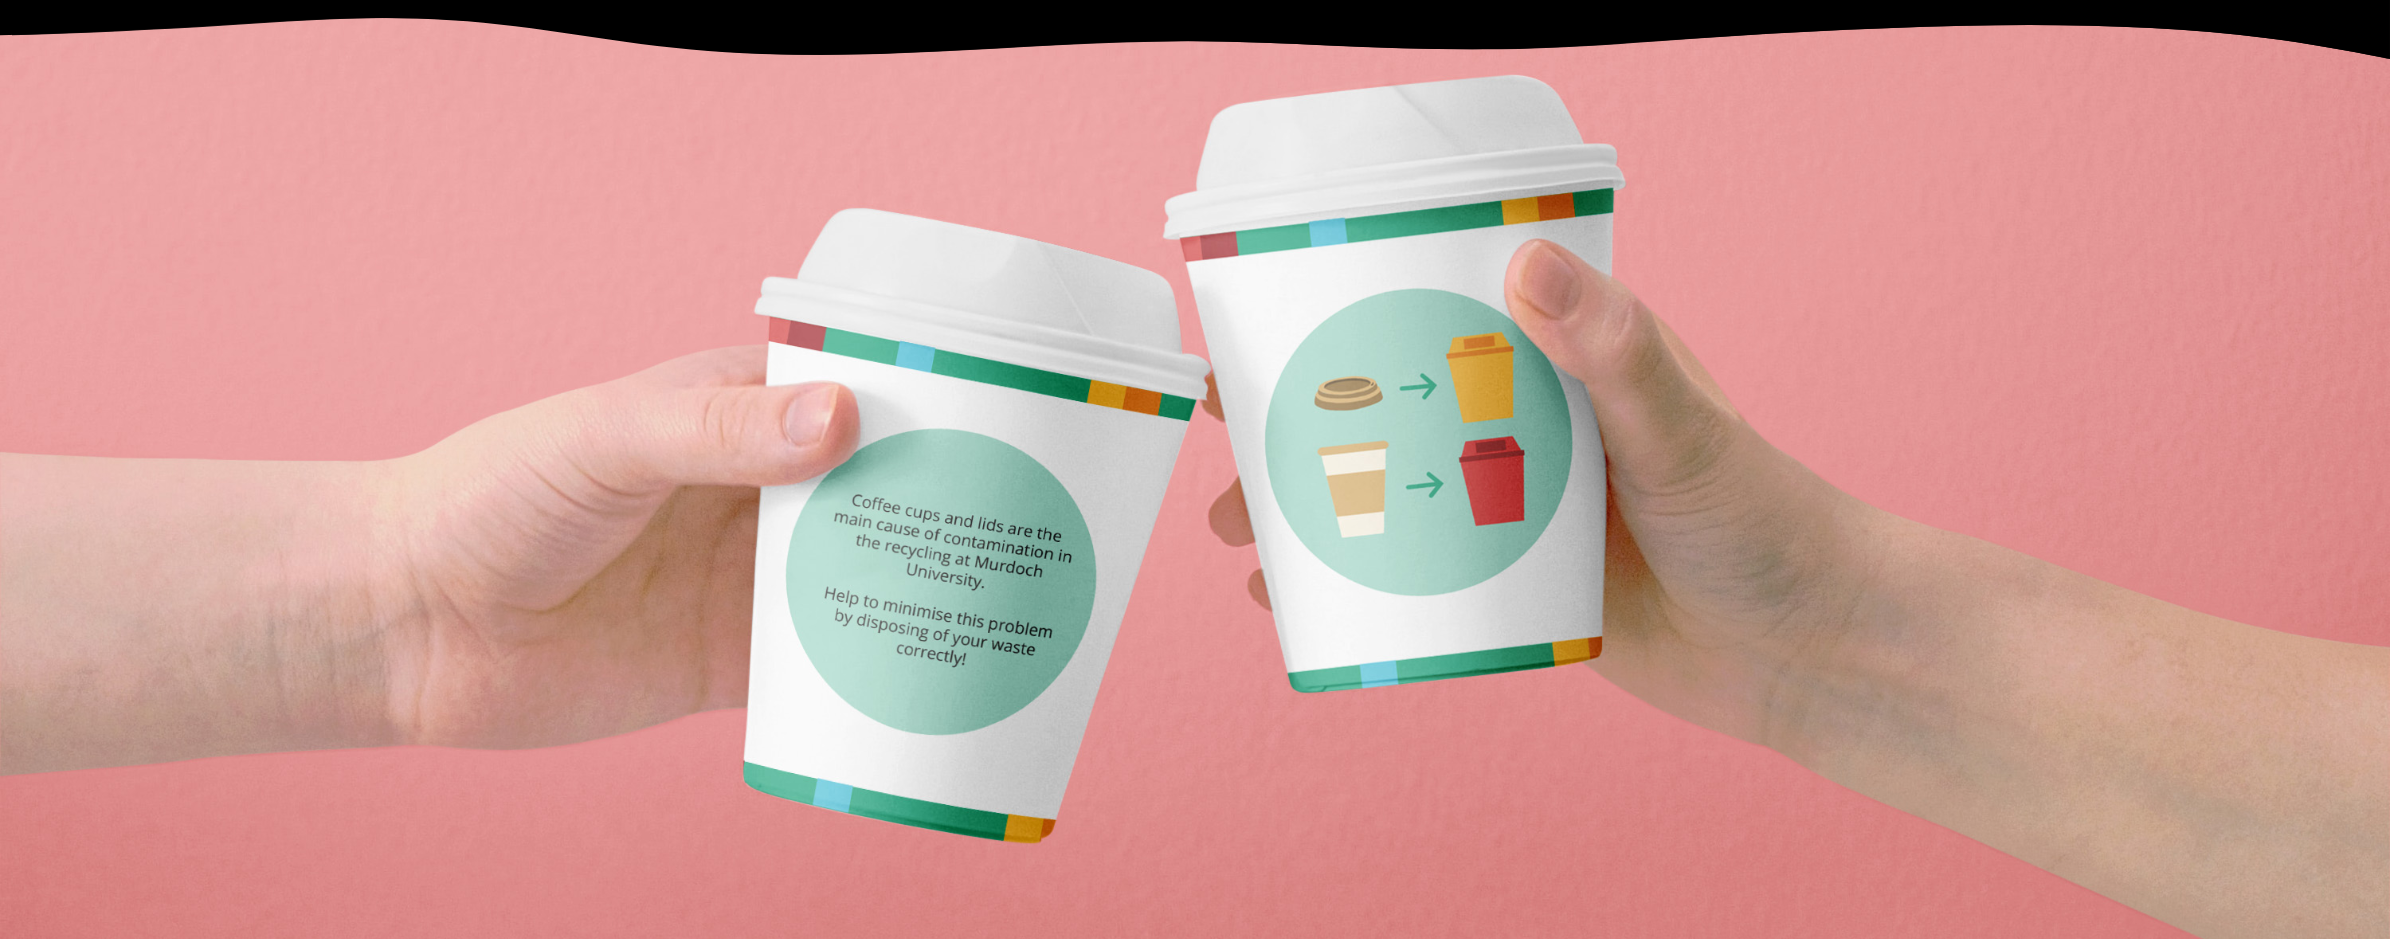 Coffee cups and lids are the
main cause of contamination in
the recycling at Murdoch
University.
Help to minimise this problem
by disposing of your waste
correctly!